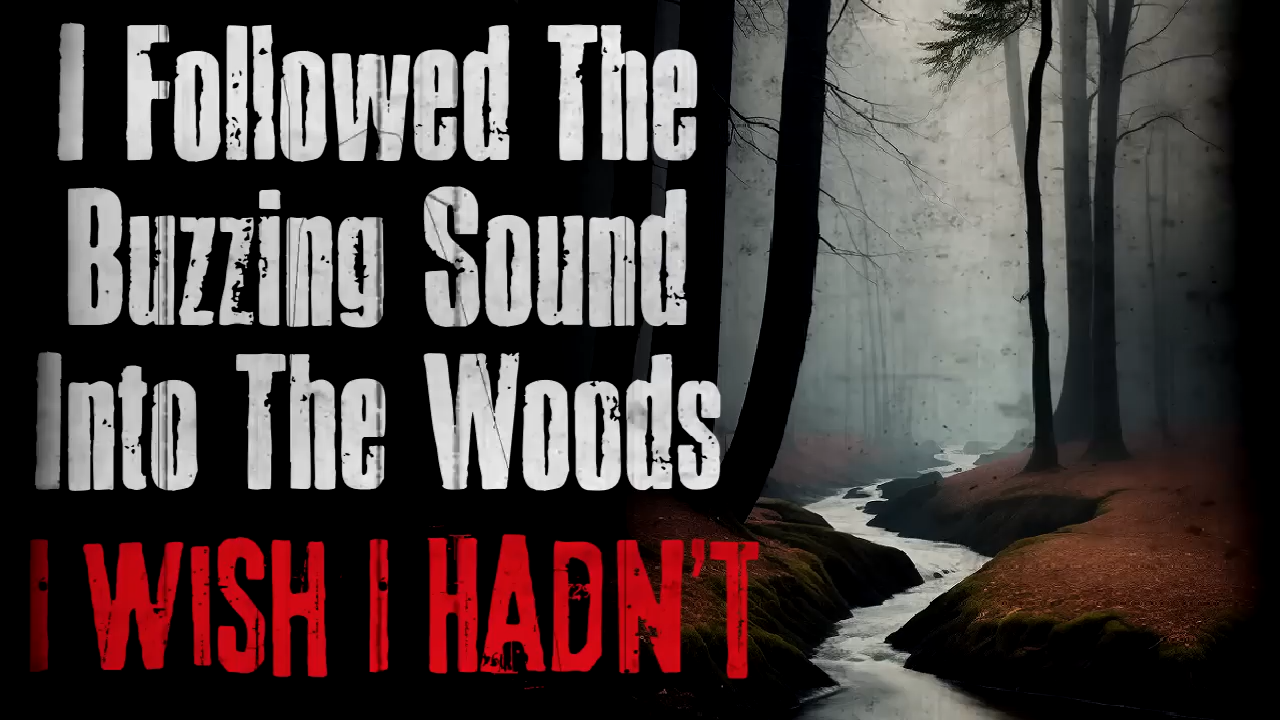 I Followed The
Buzzing Sound
Into The Woods
I WISH I HADN'T